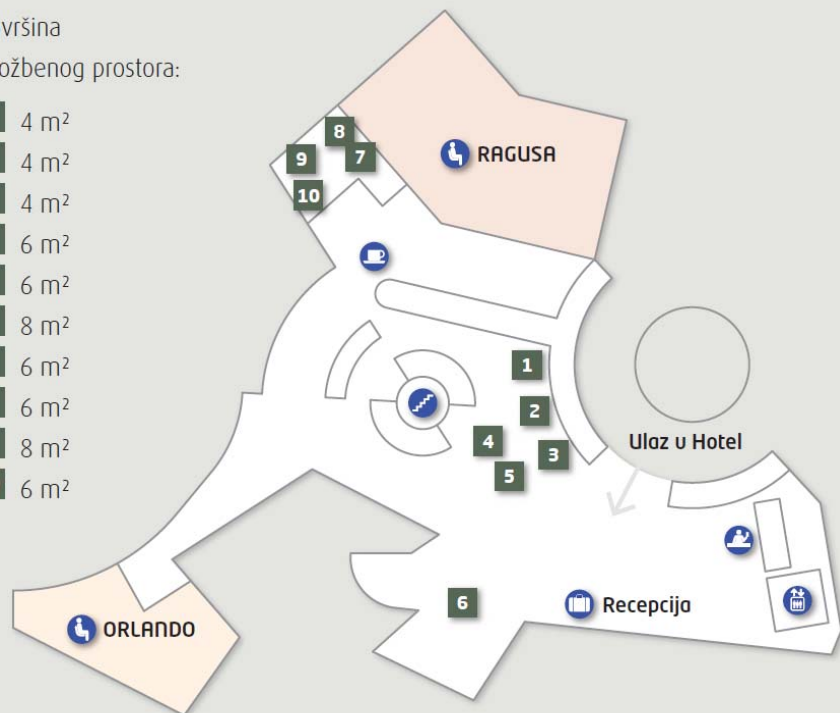 vršina
ožbenog prostora:
4 m²
4 m²
4 m²
6 m²
6 m²
8 m²
6 m²
6 m²
8 m²
6 m²
8
9
7
10
RAGUSA
1
2
4
3
5
Ulaz u Hotel
6
Recepcija
ORLANDO